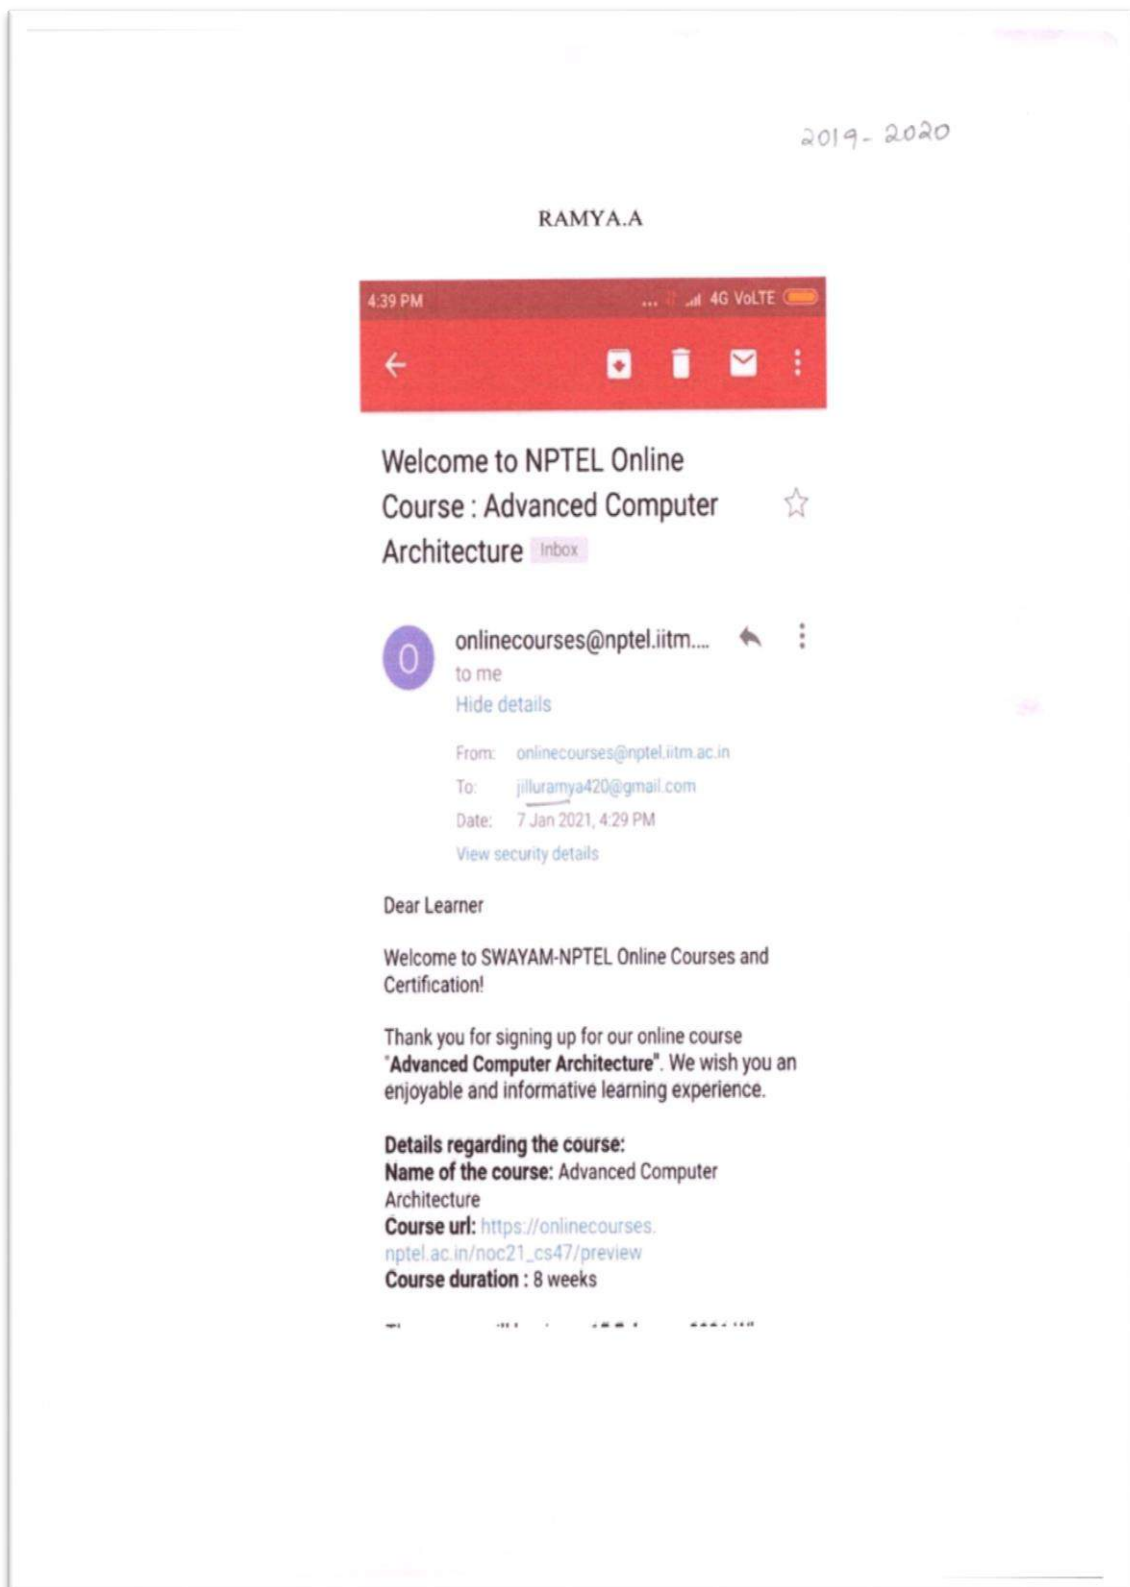 2019-2020
RAMYA.A
4:39 PM
... 4G VoLTE
Welcome to NPTEL Online
Course : Advanced Computer
Architecture Inbox
O
onlinecourses@nptel.iitm....
to me
Hide details
From: onlinecourses@nptel.iitm.ac.in
To: jilluramya420@gmail.com
Date: 7 Jan 2021, 4:29 PM
View security details
Dear Learner
Welcome to SWAYAM-NPTEL Online Courses and
Certification!
Thank you for signing up for our online course
"Advanced Computer Architecture". We wish you an
enjoyable and informative learning experience.
Details regarding the course:
Name of the course: Advanced Computer
Architecture
Course url: https://onlinecourses.
nptel.ac.in/noc21_cs47/preview
Course duration : 8 weeks